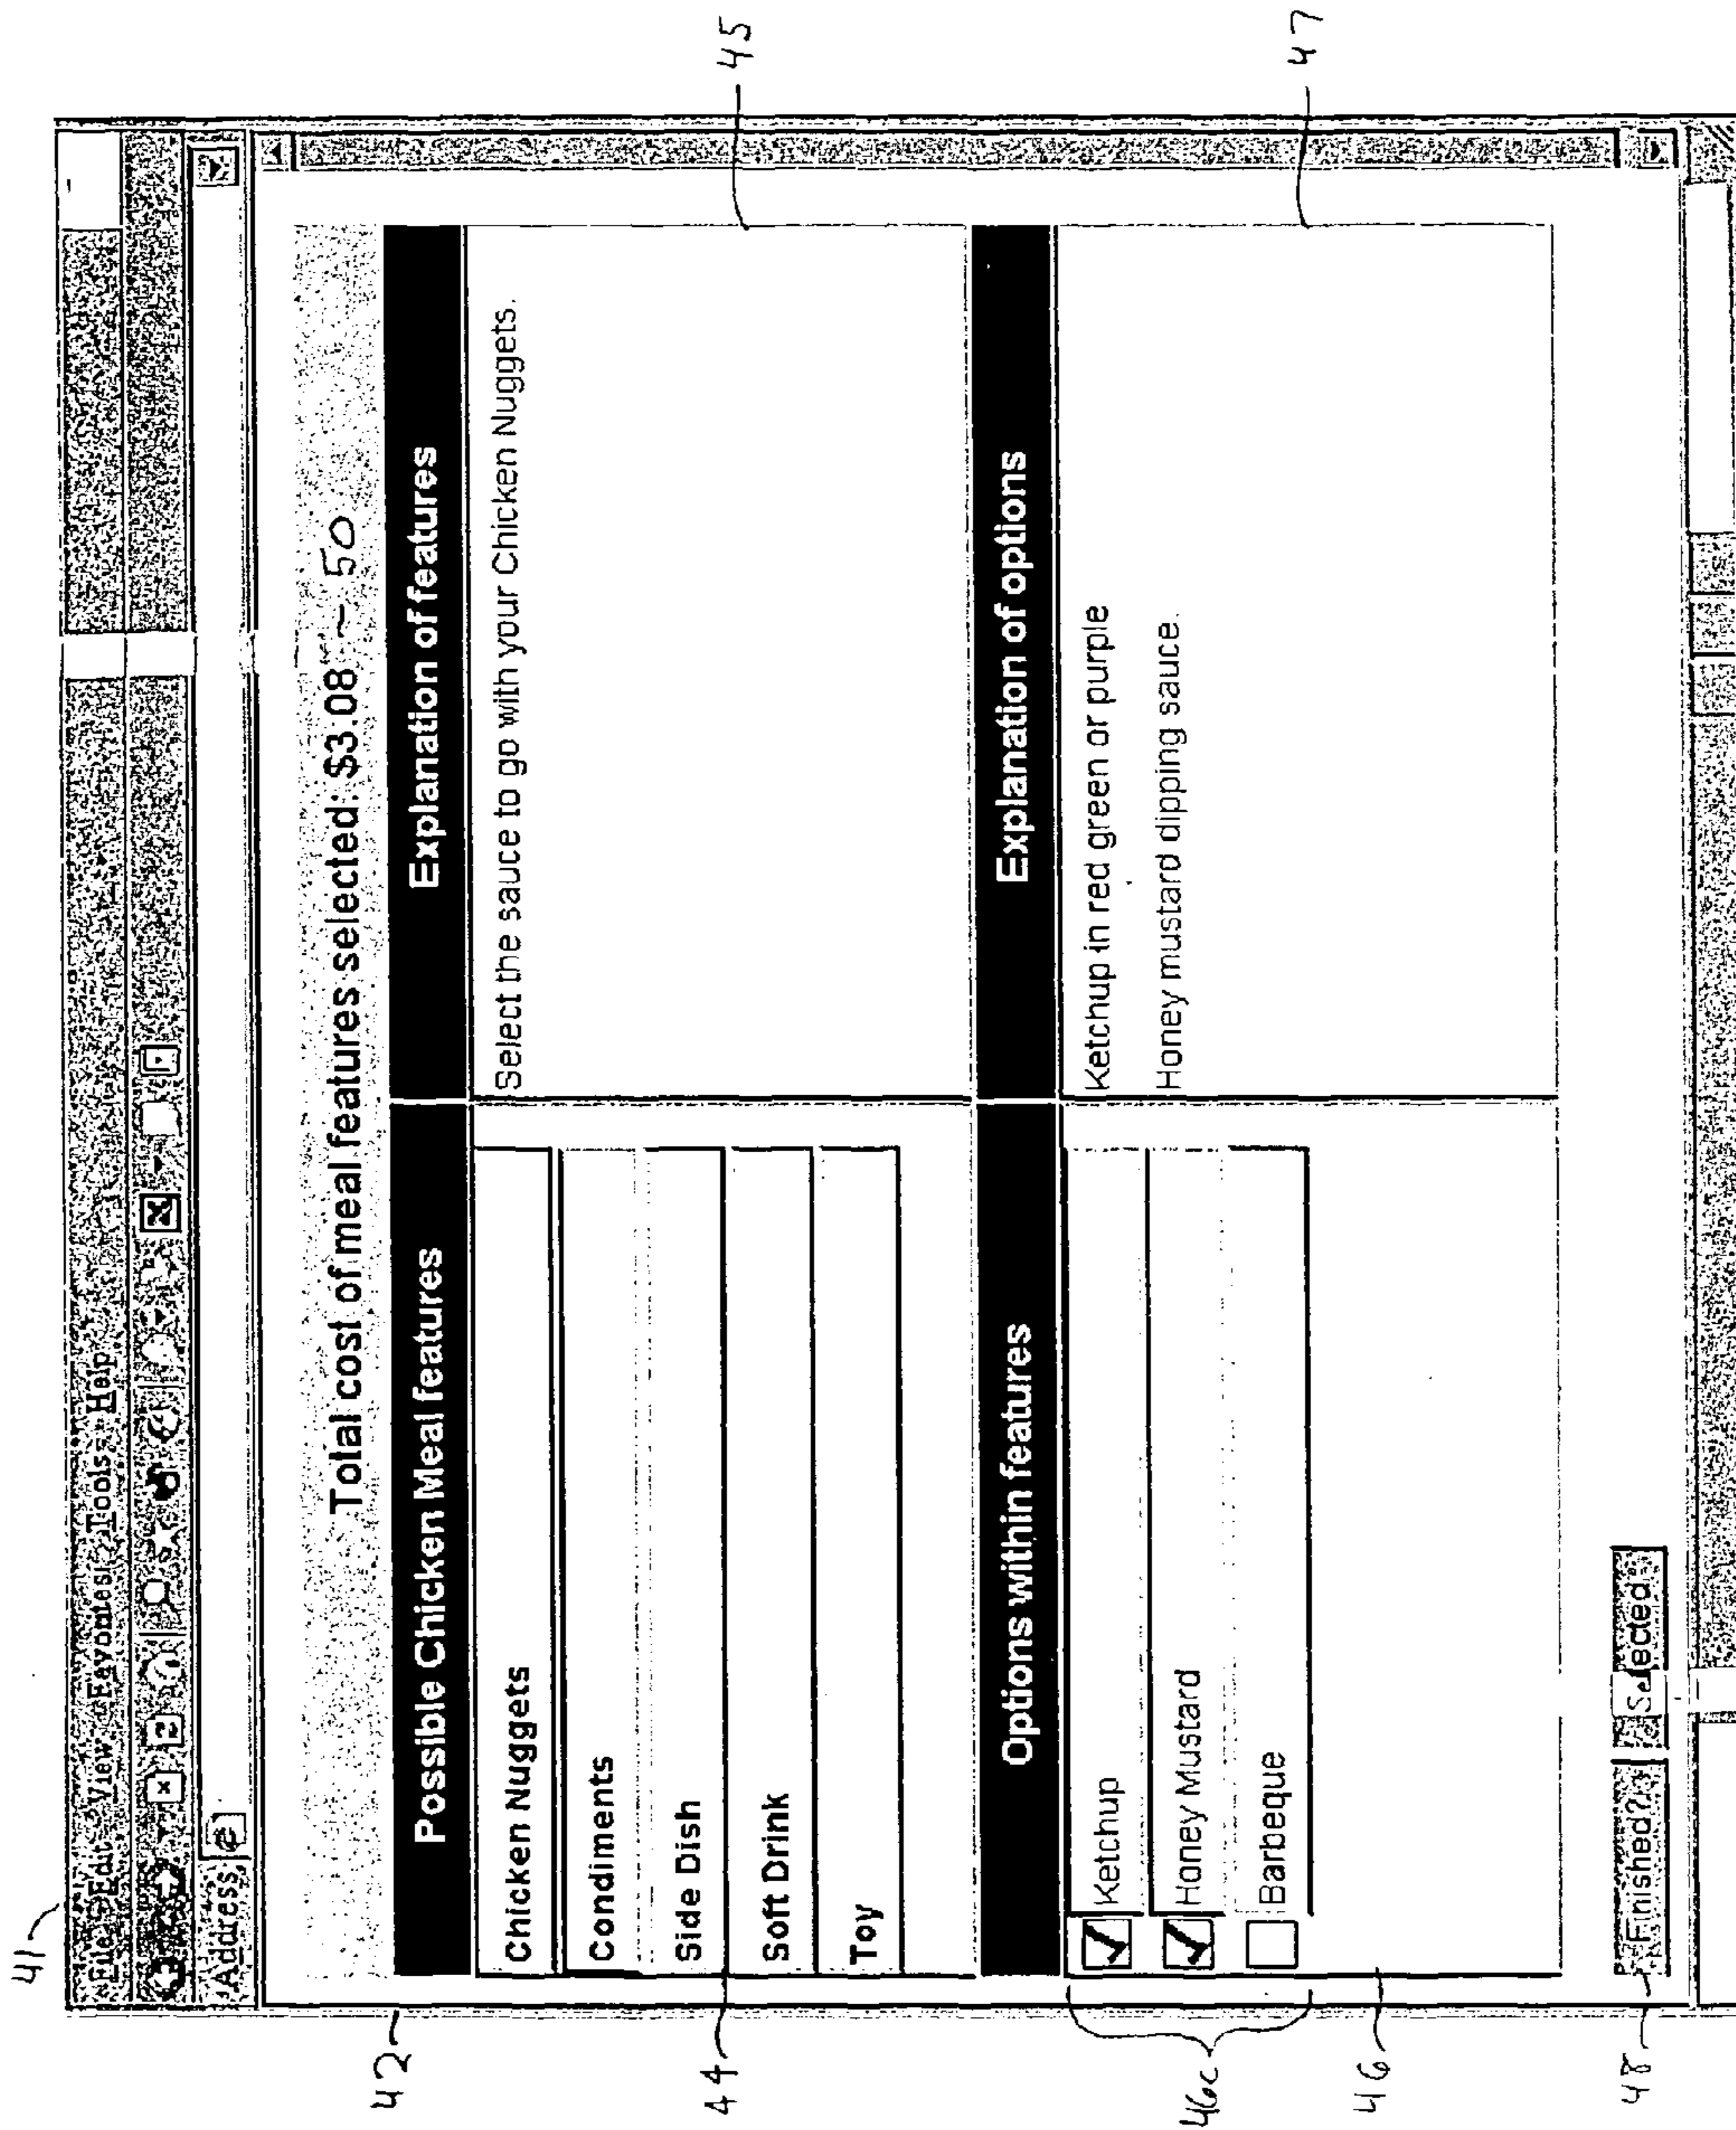 41
File Edit View Favorites Tools Help
Address
Total cost of meal features selected: $3.08 ~ 50
42
Possible Chicken Meal features
Explanation of features
Chicken Nuggets
Select the sauce to go with your Chicken Nuggets.
Condiments
Side Dish
44
45
Soft Drink
Toy
Options within features
Explanation of options
Ketchup
Ketchup in red green or purple
Honey Mustard
Honey mustard dipping sauce.
Barbeque
46c
46
47
48
Finished?
Selected